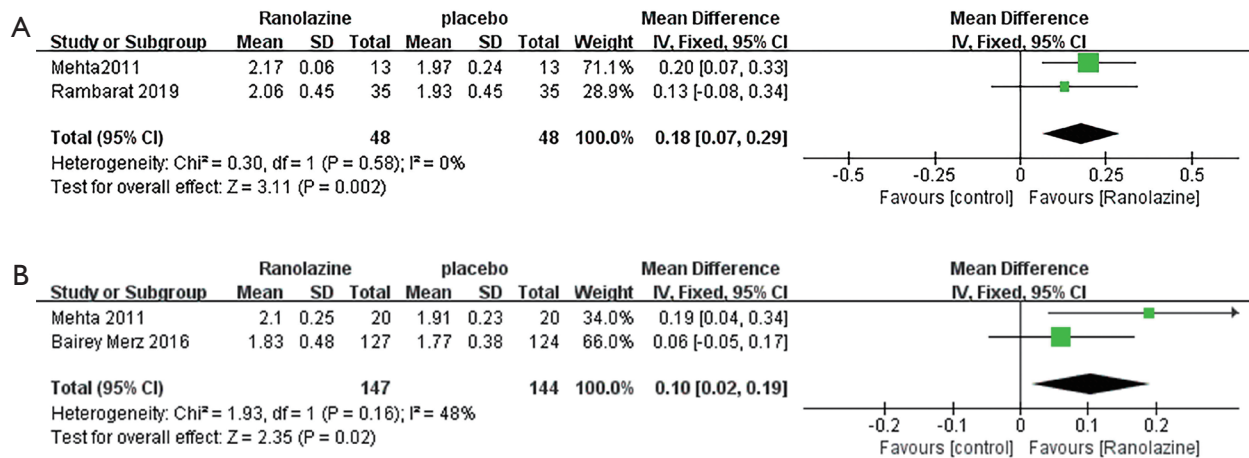 A
Ranolazine placebo Mean Difference Mean Difference
Study or Subgroup Mean SD Total Mean SD Total Weight IV, Fixed, 95% CI IV, Fixed, 95% CI
Mehta2011 2.17 0.06 13 1.97 0.24 13 71.1% 0.20 [0.07, 0.33]
Rambarat 2019 2.06 0.45 35 1.93 0.45 35 28.9% 0.13 [-0.08, 0.34]
Total (95% CI) 48 48 100.0% 0.18 [0.07, 0.29]
Heterogeneity: Chi² = 0.30, df = 1 (P = 0.58); I² = 0%
Test for overall effect: Z = 3.11 (P = 0.002)
-0.5 -0.25 0 0.25 0.5
Favours [control] Favours [Ranolazine]
B
Ranolazine placebo Mean Difference Mean Difference
Study or Subgroup Mean SD Total Mean SD Total Weight IV, Fixed, 95% CI IV, Fixed, 95% CI
Mehta 2011 2.1 0.25 20 1.91 0.23 20 34.0% 0.19 [0.04, 0.34]
Bairey Merz 2016 1.83 0.48 127 1.77 0.38 124 66.0% 0.06 [-0.05, 0.17]
Total (95% CI) 147 144 100.0% 0.10 [0.02, 0.19]
Heterogeneity: Chi² = 1.93, df = 1 (P = 0.16); I² = 48%
Test for overall effect: Z = 2.35 (P = 0.02)
-0.2 -0.1 0 0.1 0.2
Favours [control] Favours [Ranolazine]